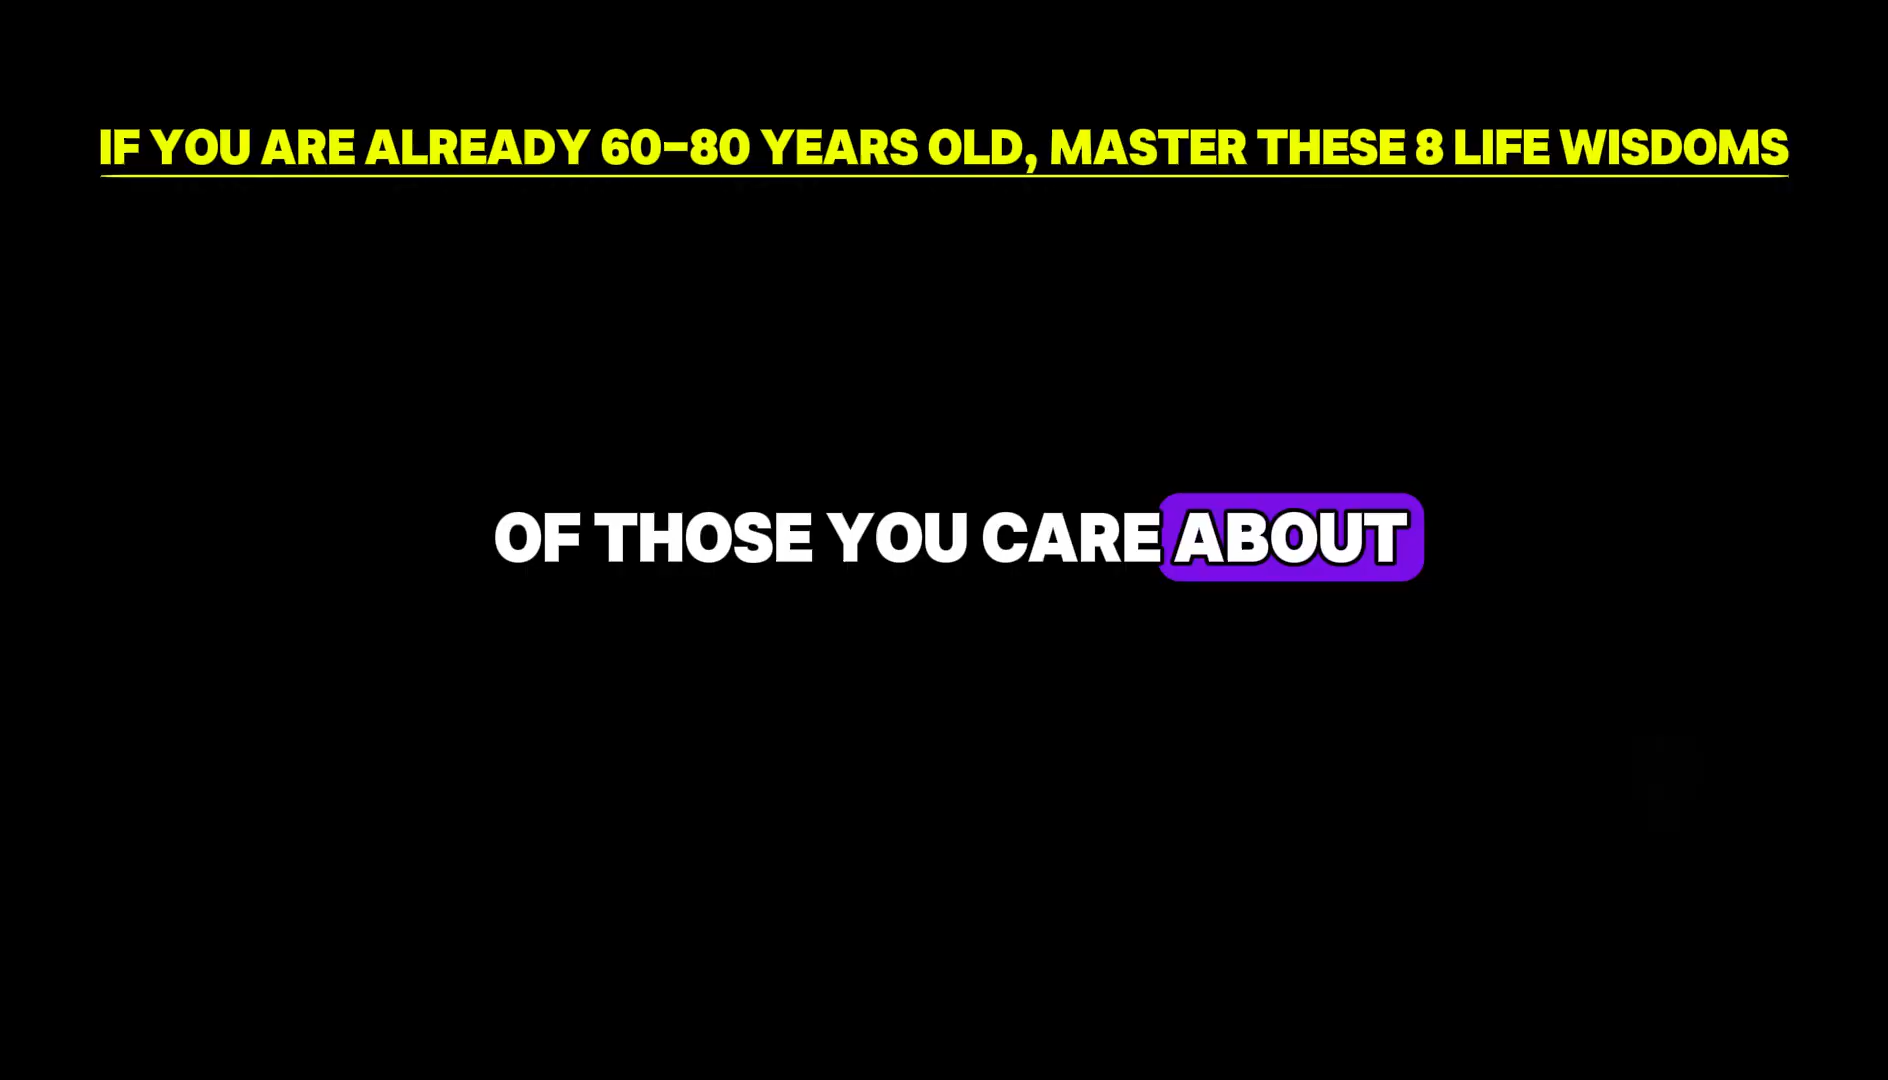 IF YOU ARE ALREADY 60-80 YEARS OLD, MASTER THESE 8 LIFE WISDOMS
OF THOSE YOU CARE ABOUT